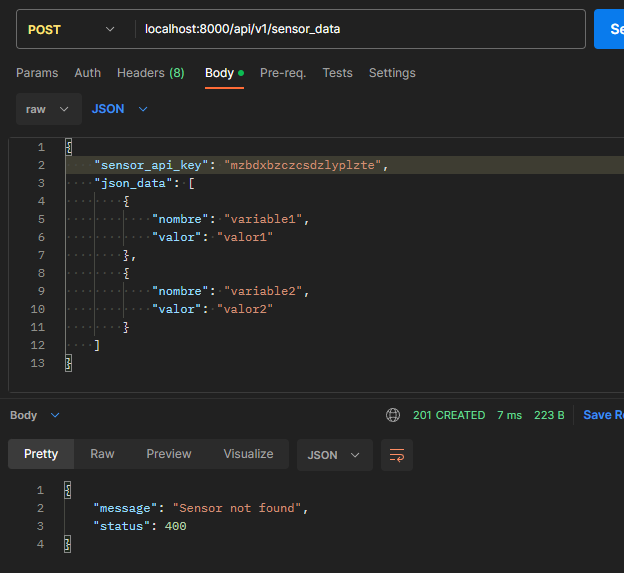 POST localhost:8000/api/v1/sensor_data Se
Params Auth Headers (8) Body Pre-req. Tests Settings
raw JSON
1 {
2 "sensor_api_key": "mzbdxbzczcsdzlyplzte",
3 "json_data": [
4 {
5 "nombre": "variable1",
6 "valor": "valor1"
7 },
8 {
9 "nombre": "variable2",
10 "valor": "valor2"
11 }
12 ]
13 }
Body 201 CREATED 7 ms 223 B Save Re
Pretty Raw Preview Visualize JSON
1 {
2 "message": "Sensor not found",
3 "status": 400
4 }